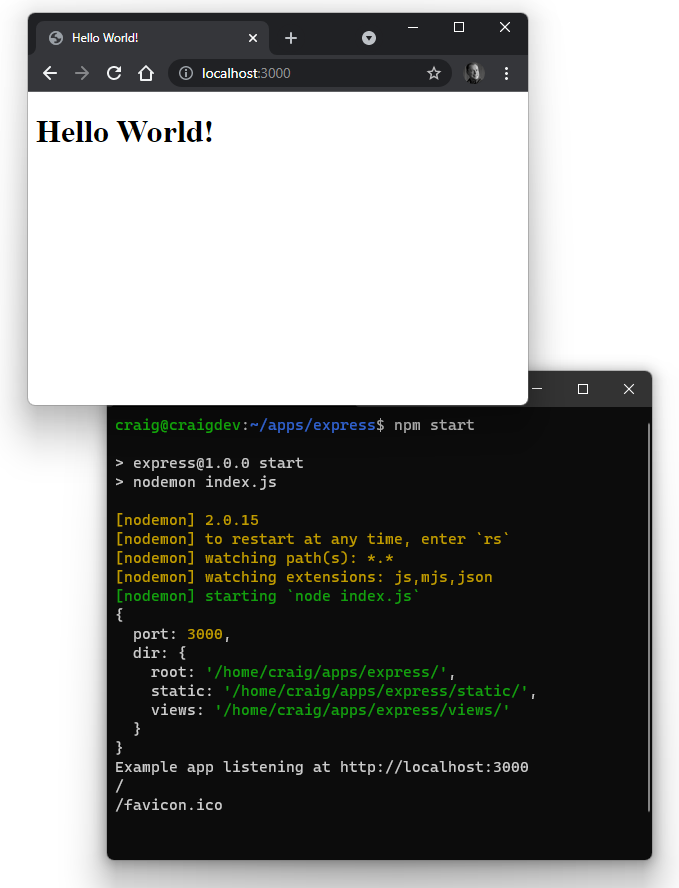 Hello World!
localhost:3000
Hello World!
craig@craigdev:~/apps/express$ npm start
> express@1.0.0 start
> nodemon index.js
[nodemon] 2.0.15
[nodemon] to restart at any time, enter `rs`
[nodemon] watching path(s): *.*
[nodemon] watching extensions: js,mjs,json
[nodemon] starting `node index.js`
{
  port: 3000,
  dir: {
    root: '/home/craig/apps/express/',
    static: '/home/craig/apps/express/static/',
    views: '/home/craig/apps/express/views/'
  }
}
Example app listening at http://localhost:3000
/
/favicon.ico